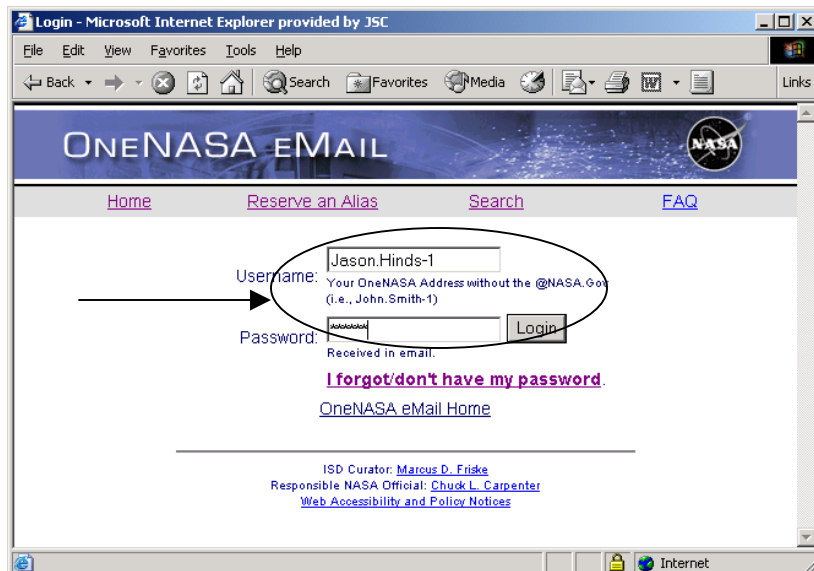 Login - Microsoft Internet Explorer provided by JSC
File Edit View Favorites Tools Help
Back Search Favorites Media Links
OneNASA eMail NASA
Home Reserve an Alias Search FAQ
Username: Jason.Hinds-1
Your OneNASA Address without the @NASA.Gov
(i.e., John.Smith-1)
Password: ******* Login
Received in email.
I forgot/don't have my password.
OneNASA eMail Home
ISD Curator: Marcus D. Friske
Responsible NASA Official: Chuck L. Carpenter
Web Accessibility and Policy Notices
Internet